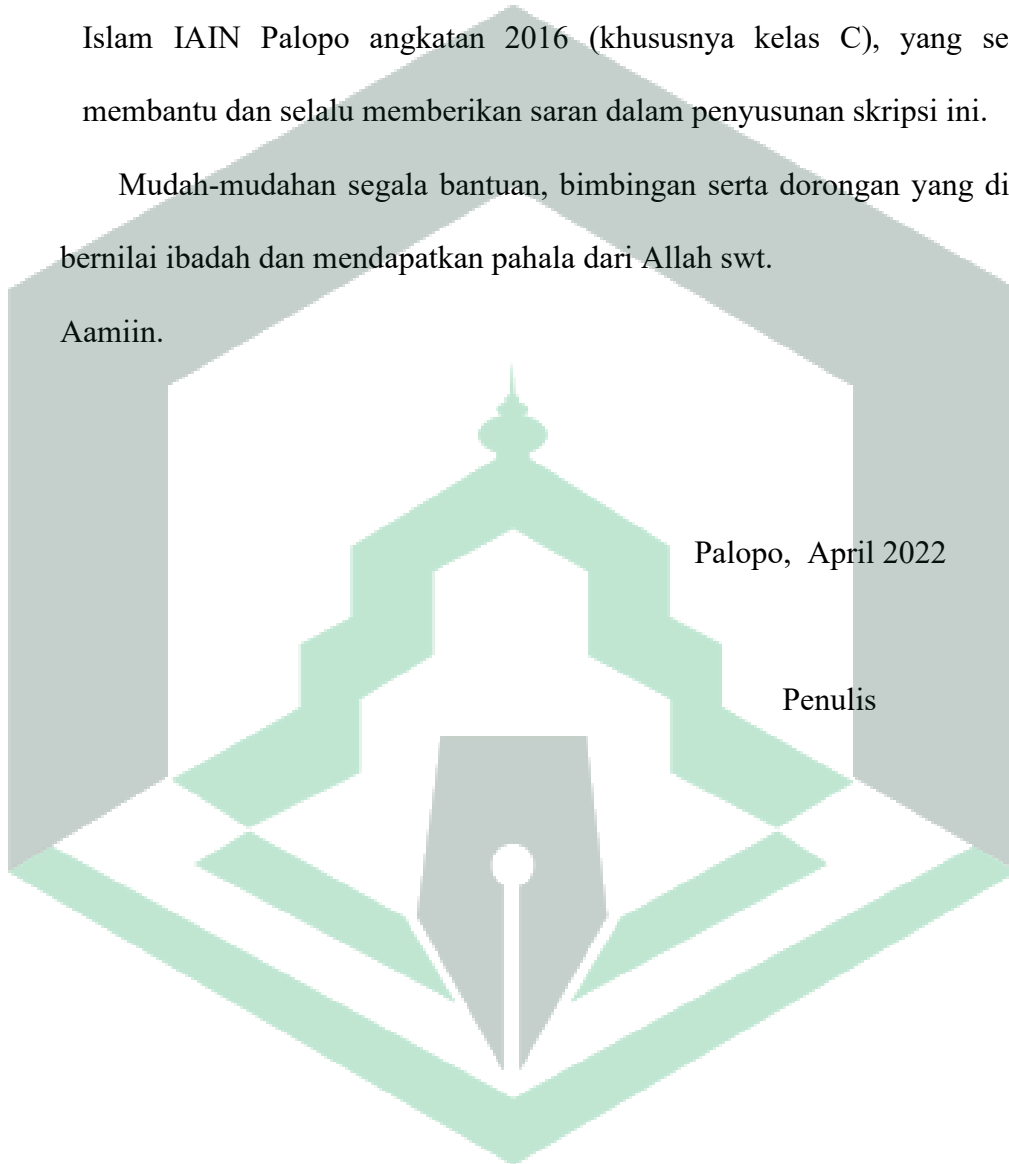 Islam IAIN Palopo angkatan 2016 (khususnya kelas C), yang se
membantu dan selalu memberikan saran dalam penyusunan skripsi ini.
Mudah-mudahan segala bantuan, bimbingan serta dorongan yang di
bernilai ibadah dan mendapatkan pahala dari Allah swt.
Aamiin.
Palopo, April 2022
Penulis